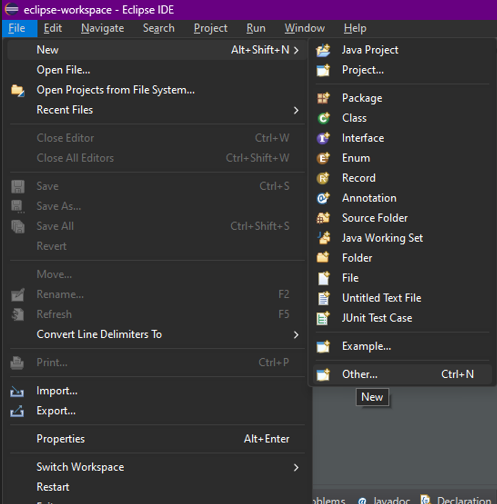 eclipse-workspace - Eclipse IDE
File Edit Navigate Search Project Run Window Help
New Alt+Shift+N >
Open File...
Open Projects from File System...
Recent Files >
Close Editor Ctrl+W
Close All Editors Ctrl+Shift+W
Save Ctrl+S
Save As...
Save All Ctrl+Shift+S
Revert
Move...
Rename... F2
Refresh F5
Convert Line Delimiters To >
Print... Ctrl+P
Import...
Export...
Properties Alt+Enter
Switch Workspace >
Restart
Java Project
Project...
Package
Class
Interface
Enum
Record
Annotation
Source Folder
Java Working Set
Folder
File
Untitled Text File
JUnit Test Case
Example...
Other... Ctrl+N
New
Javadoc Declaration